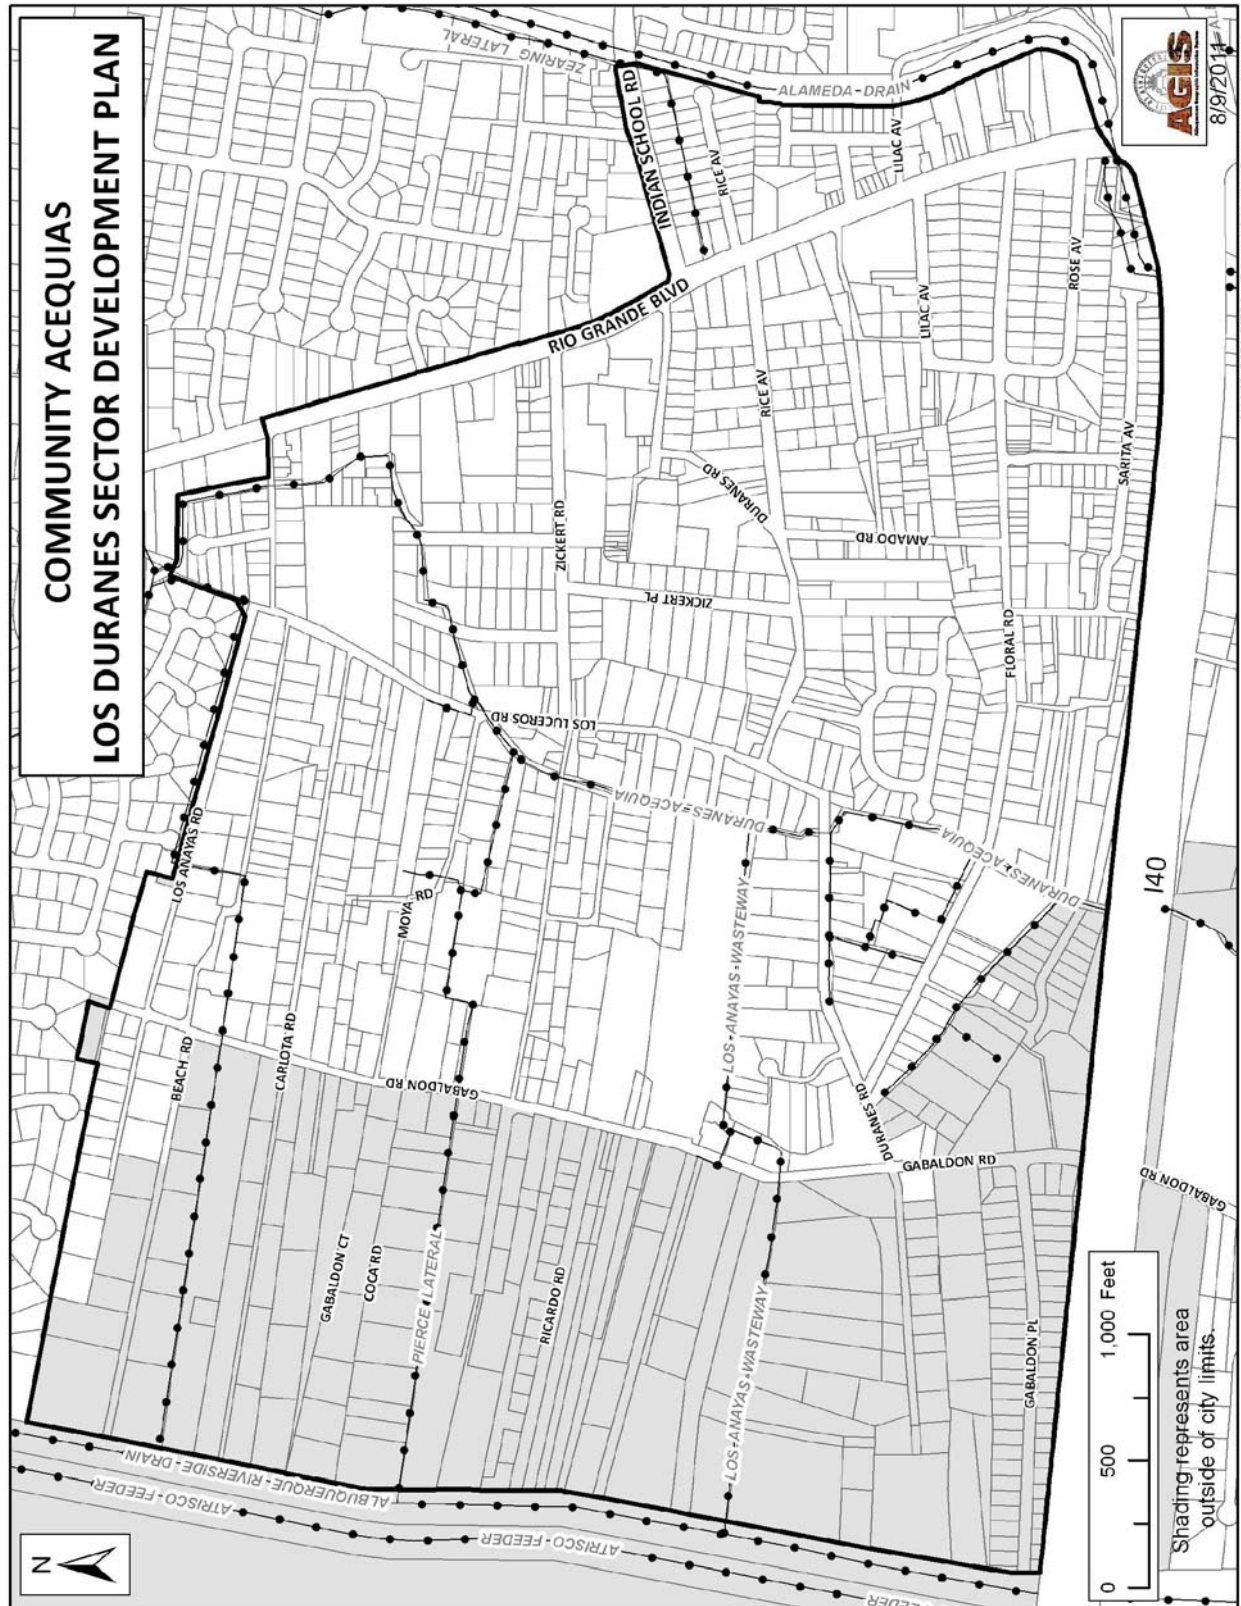 COMMUNITY ACEQUIAS
LOS DURANES SECTOR DEVELOPMENT PLAN
N
AGIS
8/9/2011
ZEARING LATERAL
INDIAN SCHOOL RD
ALAMEDA-DRAIN
RICE AV
LILAC AV
RIO GRANDE BLVD
ROSE AV
LILAC AV
RICE AV
SARITA AV
DURANES RD
ZICKERT RD
AMADO RD
ZICKERT PL
FLORAL RD
LOS LUCEROS RD
DURANES-ACEQUIA
DURANES-ACEQUIA
DURANES-ACEQUIA
LOS ANAYAS RD
MOYA RD
LOS-ANAYAS-WASTEWAY
I40
BEACH RD
CARLOTA RD
GABALDON RD
DURANES RD
GABALDON RD
GABALDON RD
GABALDON CT
COCA RD
PIERCE LATERAL
RICARDO RD
LOS-ANAYAS-WASTEWAY
GABALDON PL
ALBUQUERQUE-RIVERSIDE-DRAIN
ATRISCO-FEEDER
ATRISCO-FEEDER
FEEDER
0 500 1,000 Feet
Shading represents area
outside of city limits.